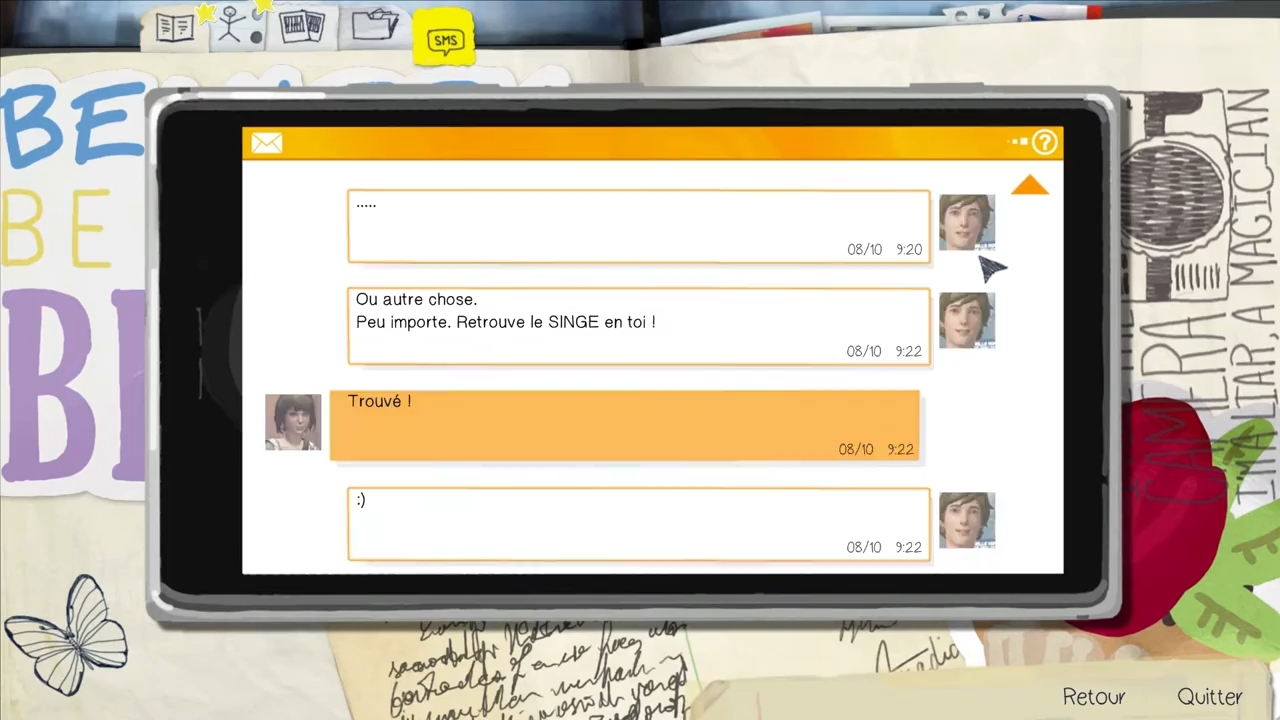 SMS
BE
BE
?
.....
08/10 9:20
Ou autre chose.
Peu importe. Retrouve le SINGE en toi !
08/10 9:22
Trouvé !
08/10 9:22
:)
08/10 9:22
CAMERA
A MAGICIAN
Retour Quitter